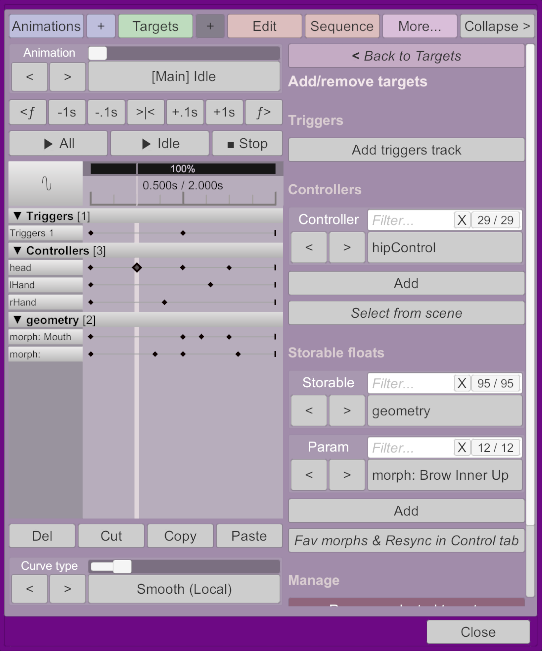 Animations + Targets + Edit Sequence More... Collapse >
Animation
< > [Main] Idle
<ƒ -1s -.1s >|< +.1s +1s ƒ>
▶ All ▶ Idle ■ Stop
100%
0.500s / 2.000s
▼ Triggers [1]
Triggers 1
▼ Controllers [3]
head
lHand
rHand
▼ geometry [2]
morph: Mouth
morph:
Del Cut Copy Paste
Curve type
< > Smooth (Local)
< Back to Targets
Add/remove targets
Triggers
Add triggers track
Controllers
Controller Filter... X 29 / 29
< > hipControl
Add
Select from scene
Storable floats
Storable Filter... X 95 / 95
< > geometry
Param Filter... X 12 / 12
< > morph: Brow Inner Up
Add
Fav morphs & Resync in Control tab
Manage
Close